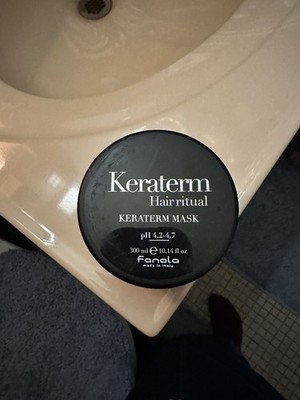 Keraterm
Hair ritual
KERATERM MASK
pH 4,2-4,7
300 ml e 10,14 fl oz
fanola
made in Italy